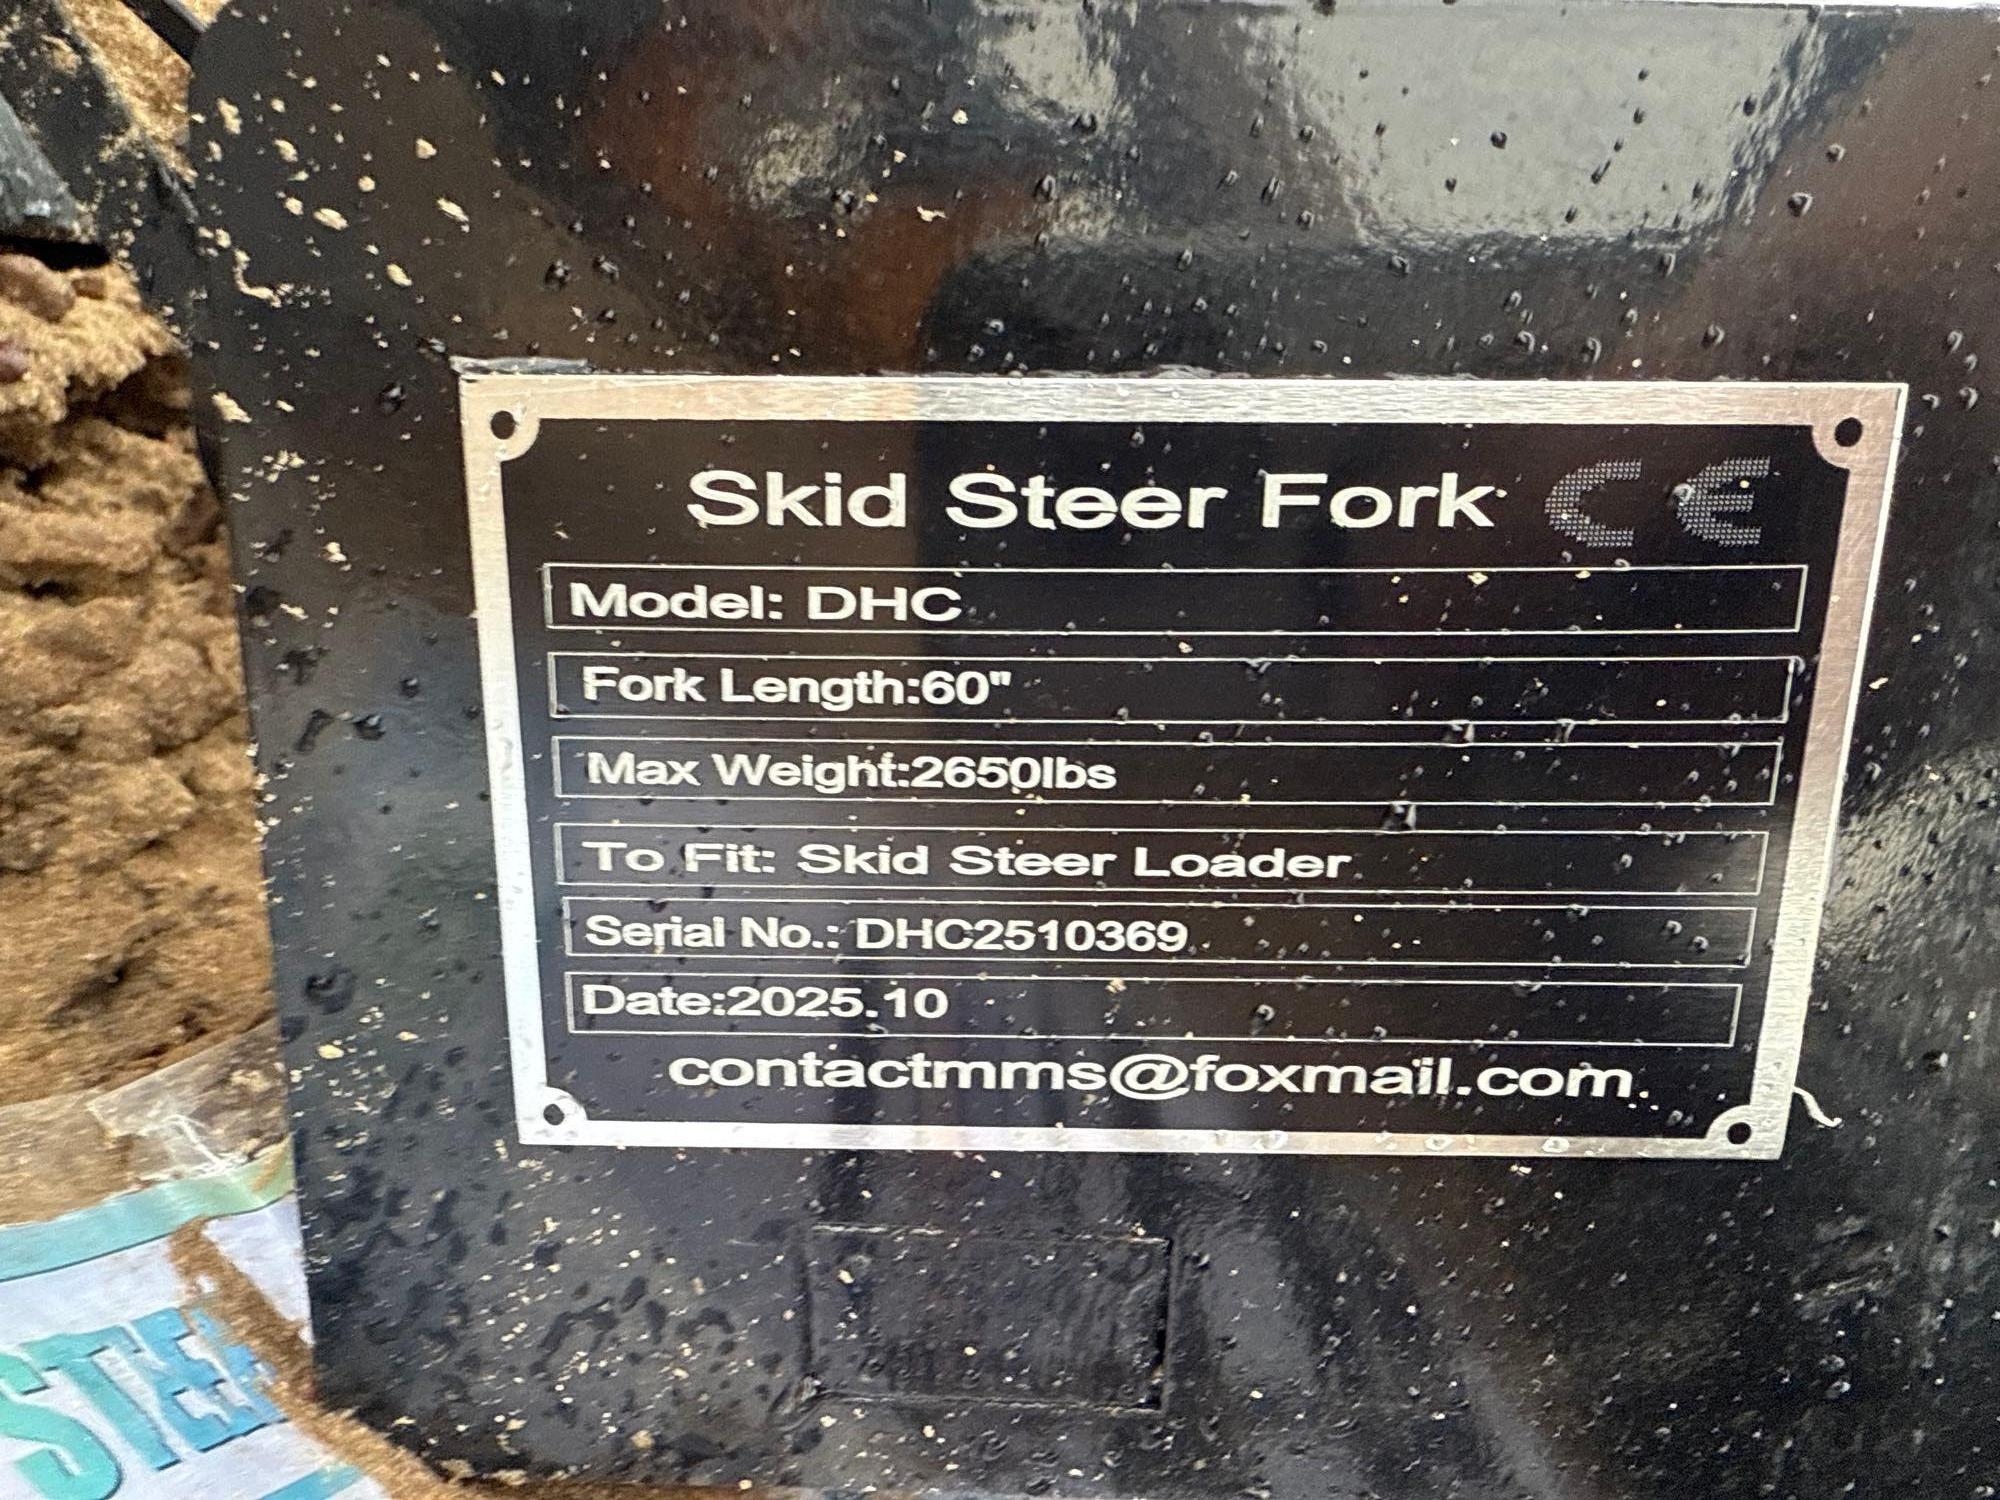 Skid Steer Fork CE
Model: DHC
Fork Length:60"
Max Weight:2650lbs
To Fit: Skid Steer Loader
Serial No.: DHC2510369
Date:2025.10
contactmms@foxmail.com